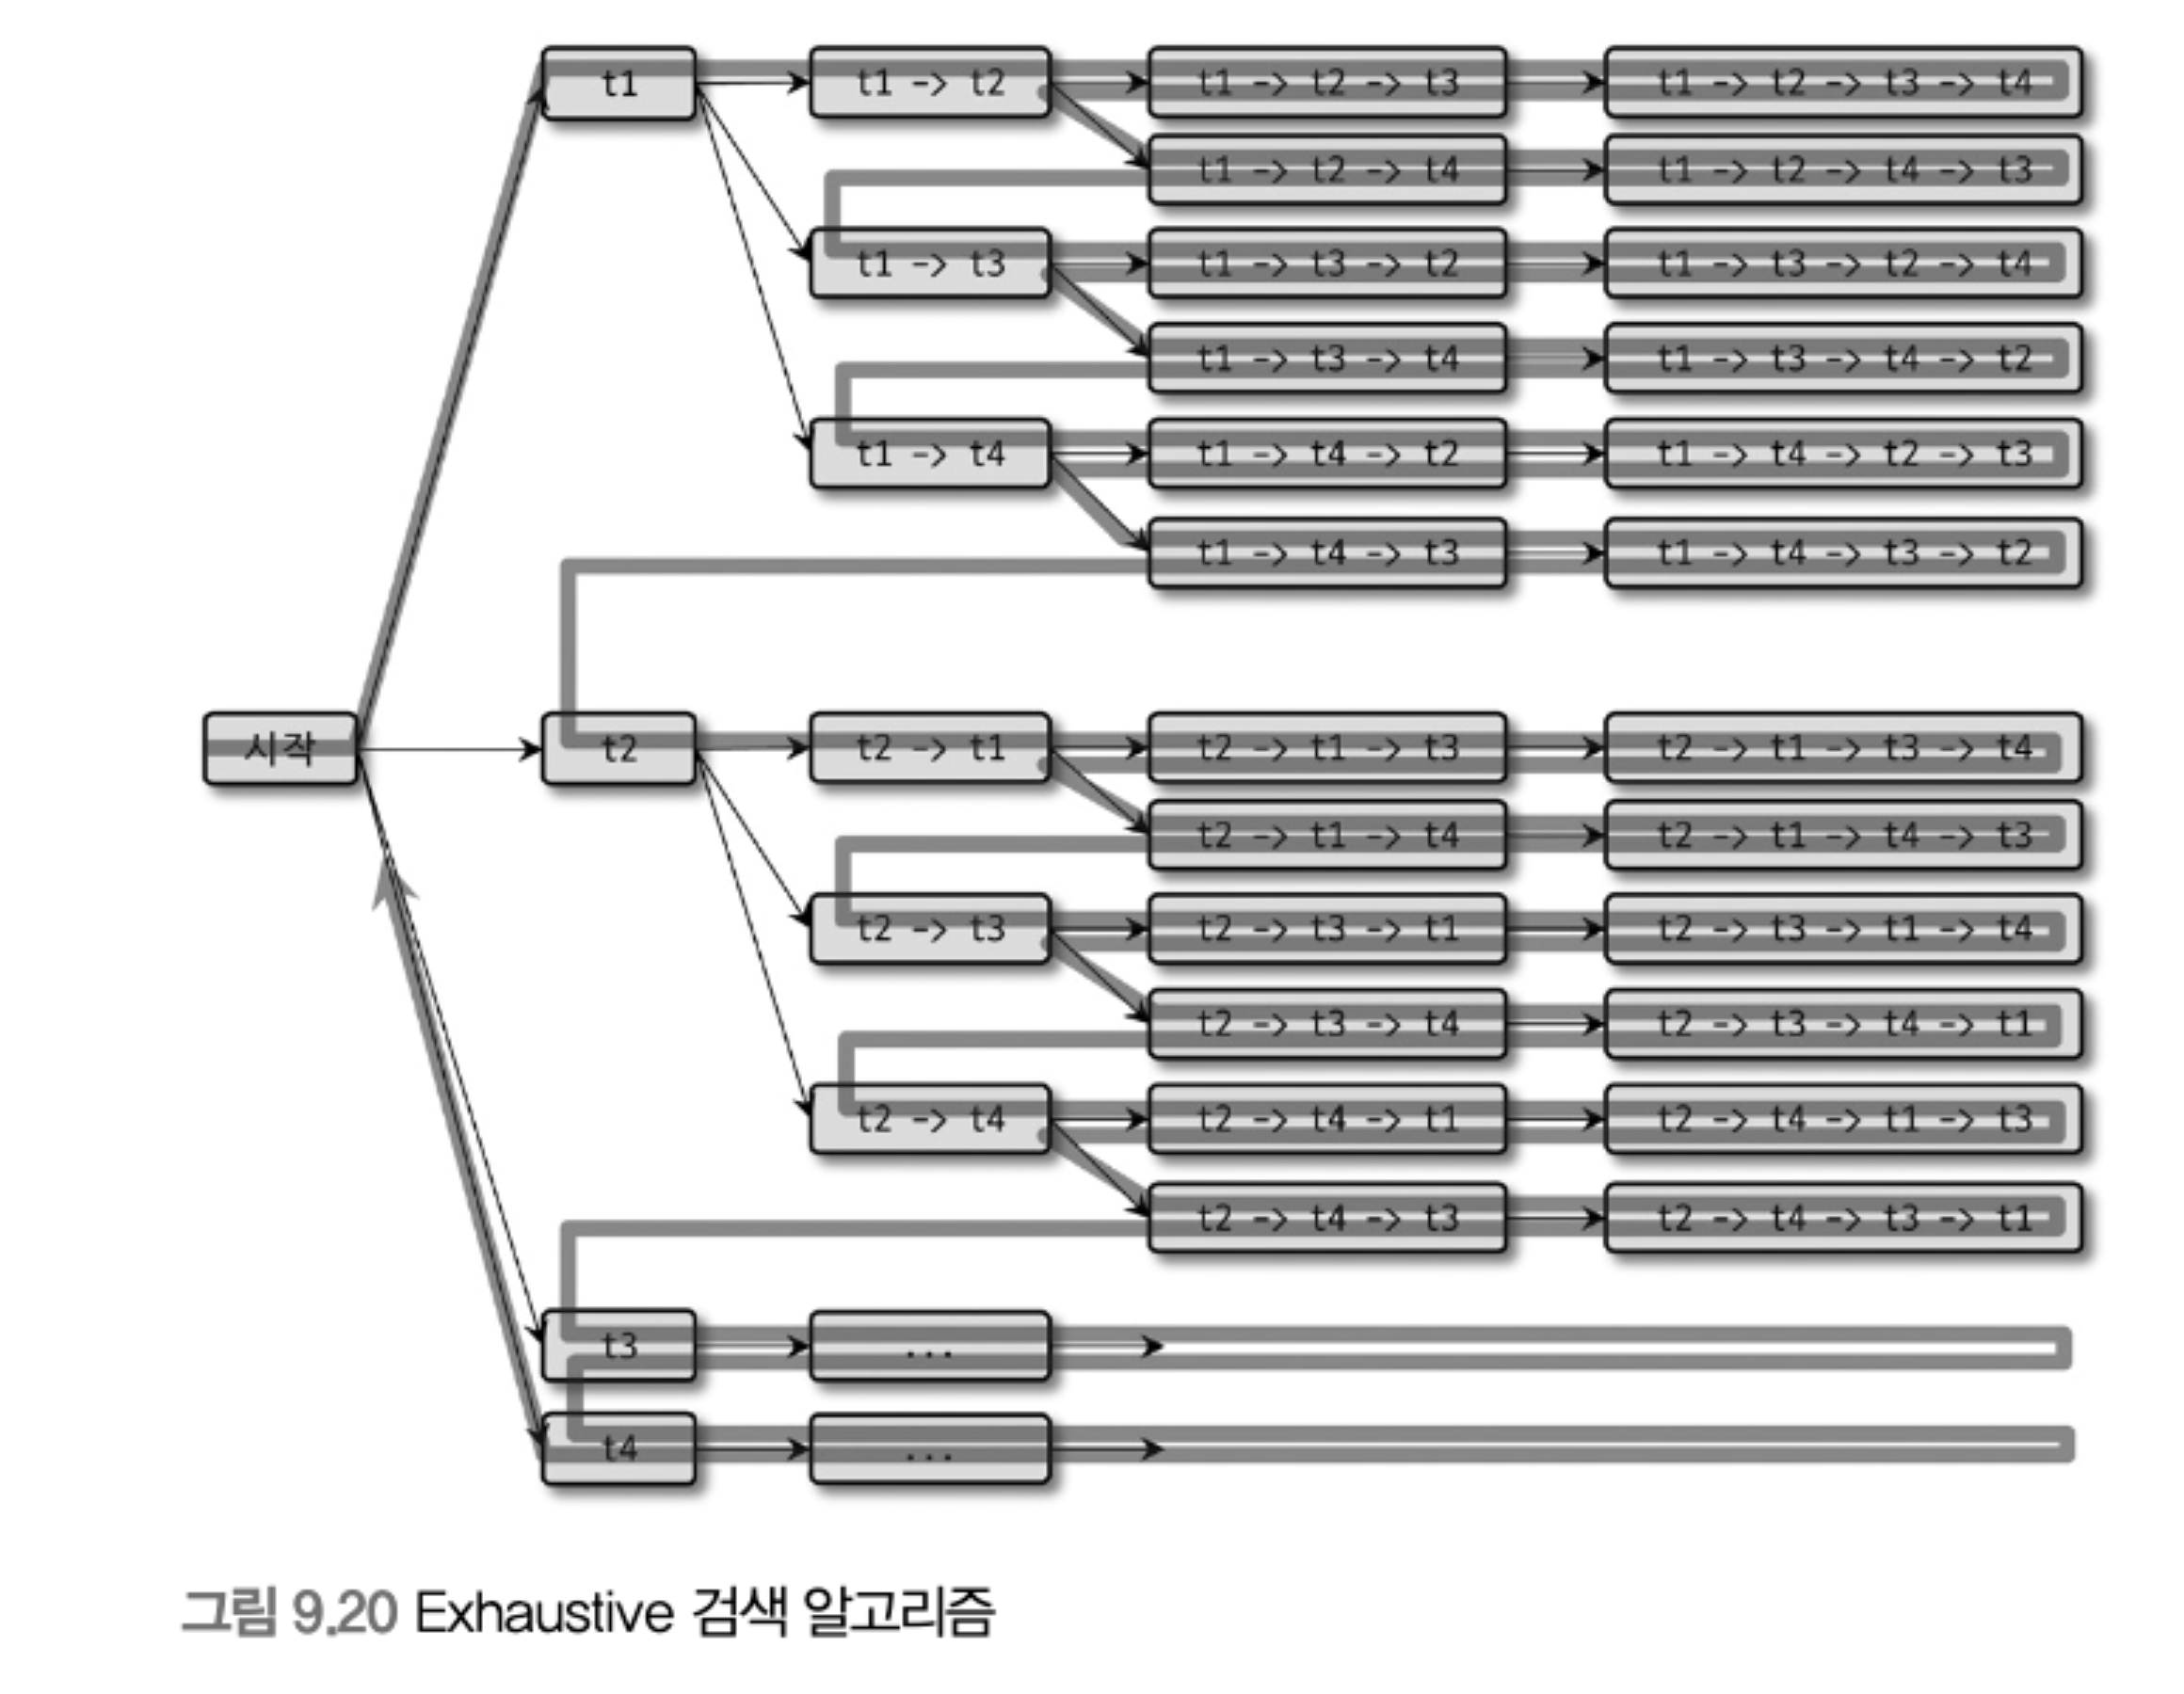 t1
t1 -> t2
t1 -> t2 -> t3
t1 -> t2 -> t3 -> t4
t1 -> t2 -> t4
t1 -> t2 -> t4 -> t3
t1 -> t3
t1 -> t3 -> t2
t1 -> t3 -> t2 -> t4
t1 -> t3 -> t4
t1 -> t3 -> t4 -> t2
t1 -> t4
t1 -> t4 -> t2
t1 -> t4 -> t2 -> t3
t1 -> t4 -> t3
t1 -> t4 -> t3 -> t2
시작
t2
t2 -> t1
t2 -> t1 -> t3
t2 -> t1 -> t3 -> t4
t2 -> t1 -> t4
t2 -> t1 -> t4 -> t3
t2 -> t3
t2 -> t3 -> t1
t2 -> t3 -> t1 -> t4
t2 -> t3 -> t4
t2 -> t3 -> t4 -> t1
t2 -> t4
t2 -> t4 -> t1
t2 -> t4 -> t1 -> t3
t2 -> t4 -> t3
t2 -> t4 -> t3 -> t1
t3
...
t4
...
그림 9.20 Exhaustive 검색 알고리즘